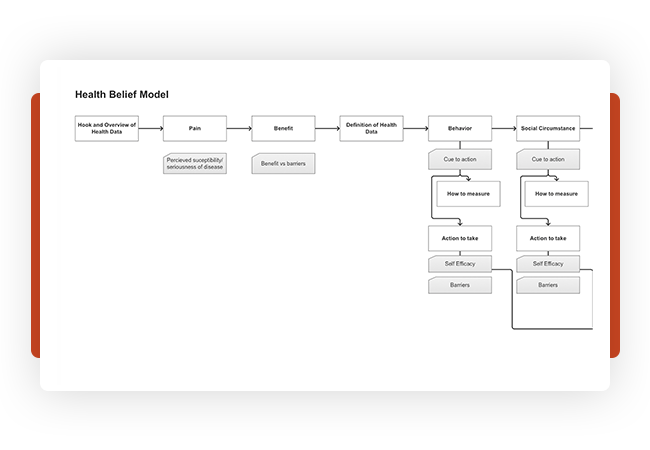 Health Belief Model
Hook and Overview of
Health Data
Pain
Benefit
Definition of Health
Data
Behavior
Social Circumstance
Percieved suceptibility/
seriousness of disease
Benefit vs barriers
Cue to action
Cue to action
How to measure
How to measure
Action to take
Action to take
Self Efficacy
Self Efficacy
Barriers
Barriers